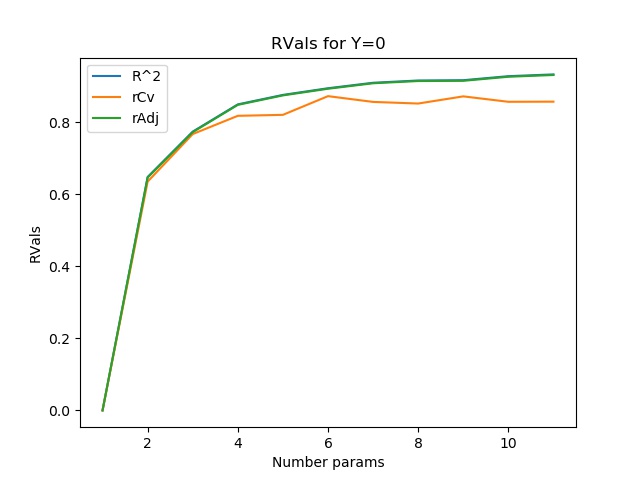 RVals for Y=0
R^2
rCv
rAdj
RVals
0.8
0.6
0.4
0.2
0.0
2 4 6 8 10
Number params